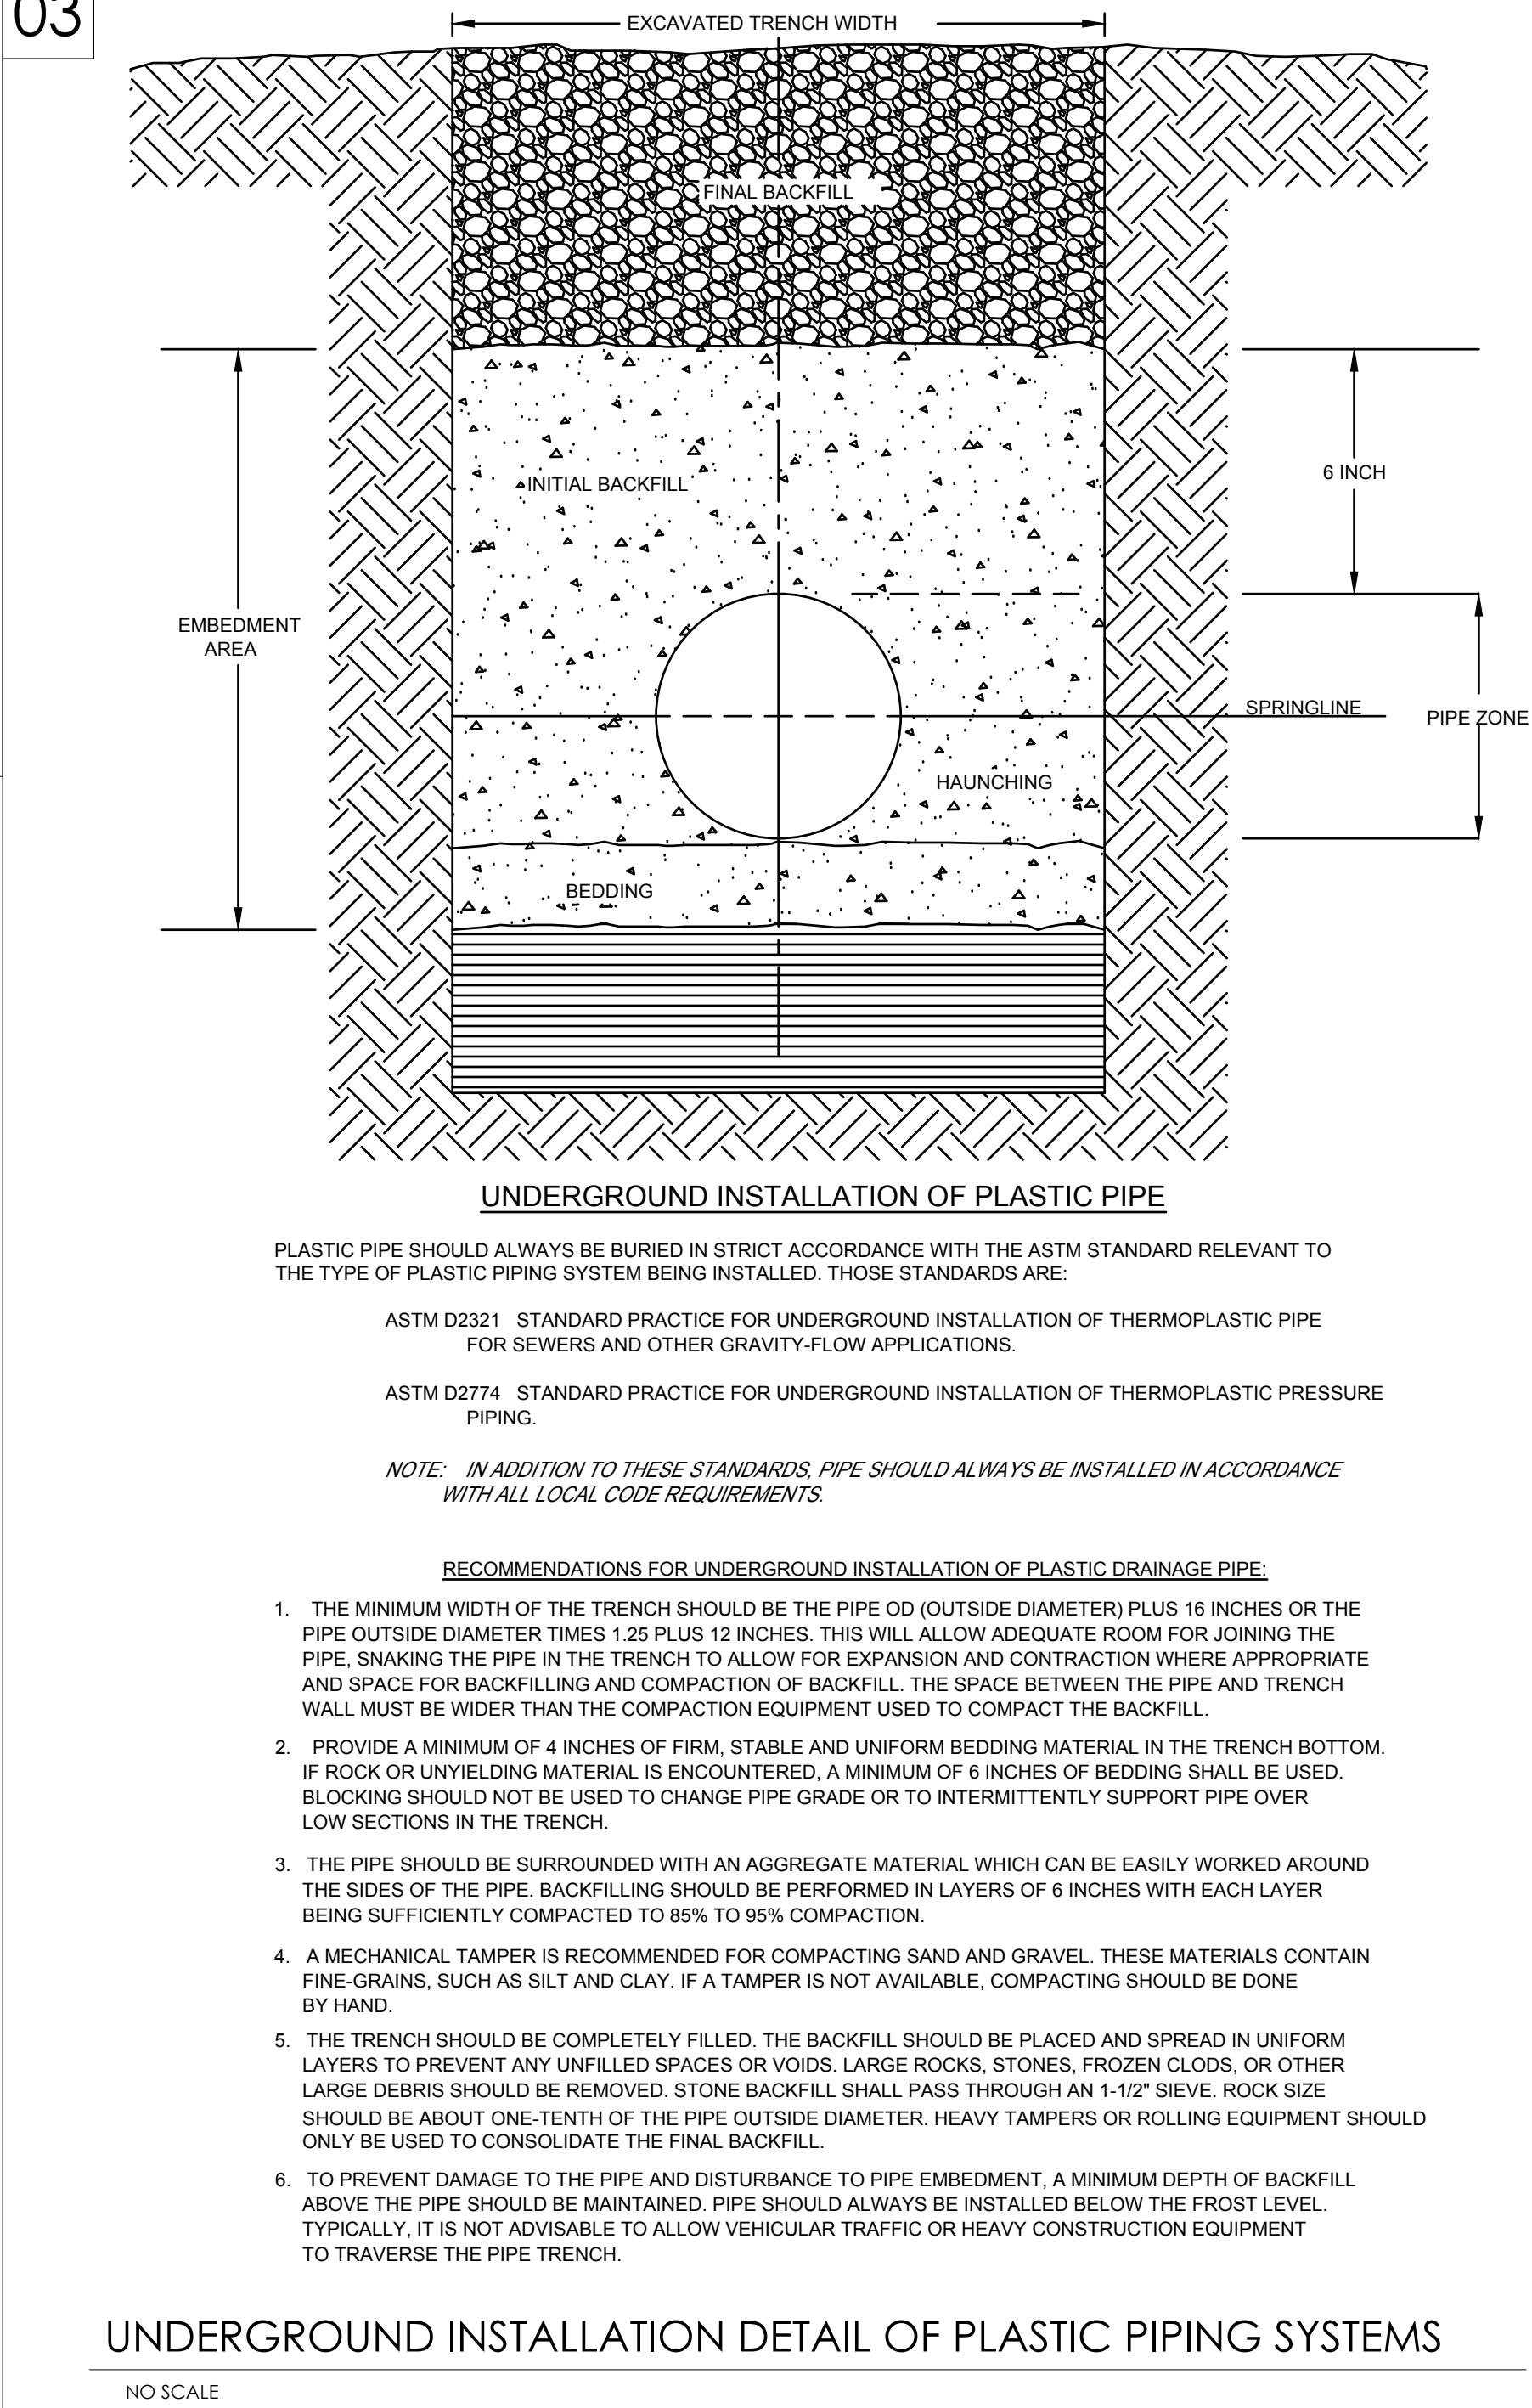 03
EXCAVATED TRENCH WIDTH
FINAL BACKFILL
INITIAL BACKFILL
6 INCH
EMBEDMENT
AREA
SPRINGLINE
PIPE ZONE
HAUNCHING
BEDDING
UNDERGROUND INSTALLATION OF PLASTIC PIPE
PLASTIC PIPE SHOULD ALWAYS BE BURIED IN STRICT ACCORDANCE WITH THE ASTM STANDARD RELEVANT TO
THE TYPE OF PLASTIC PIPING SYSTEM BEING INSTALLED. THOSE STANDARDS ARE:
ASTM D2321 STANDARD PRACTICE FOR UNDERGROUND INSTALLATION OF THERMOPLASTIC PIPE
FOR SEWERS AND OTHER GRAVITY-FLOW APPLICATIONS.
ASTM D2774 STANDARD PRACTICE FOR UNDERGROUND INSTALLATION OF THERMOPLASTIC PRESSURE
PIPING.
NOTE: IN ADDITION TO THESE STANDARDS, PIPE SHOULD ALWAYS BE INSTALLED IN ACCORDANCE
WITH ALL LOCAL CODE REQUIREMENTS.
RECOMMENDATIONS FOR UNDERGROUND INSTALLATION OF PLASTIC DRAINAGE PIPE:
1. THE MINIMUM WIDTH OF THE TRENCH SHOULD BE THE PIPE OD (OUTSIDE DIAMETER) PLUS 16 INCHES OR THE
PIPE OUTSIDE DIAMETER TIMES 1.25 PLUS 12 INCHES. THIS WILL ALLOW ADEQUATE ROOM FOR JOINING THE
PIPE, SNAKING THE PIPE IN THE TRENCH TO ALLOW FOR EXPANSION AND CONTRACTION WHERE APPROPRIATE
AND SPACE FOR BACKFILLING AND COMPACTION OF BACKFILL. THE SPACE BETWEEN THE PIPE AND TRENCH
WALL MUST BE WIDER THAN THE COMPACTION EQUIPMENT USED TO COMPACT THE BACKFILL.
2. PROVIDE A MINIMUM OF 4 INCHES OF FIRM, STABLE AND UNIFORM BEDDING MATERIAL IN THE TRENCH BOTTOM.
IF ROCK OR UNYIELDING MATERIAL IS ENCOUNTERED, A MINIMUM OF 6 INCHES OF BEDDING SHALL BE USED.
BLOCKING SHOULD NOT BE USED TO CHANGE PIPE GRADE OR TO INTERMITTENTLY SUPPORT PIPE OVER
LOW SECTIONS IN THE TRENCH.
3. THE PIPE SHOULD BE SURROUNDED WITH AN AGGREGATE MATERIAL WHICH CAN BE EASILY WORKED AROUND
THE SIDES OF THE PIPE. BACKFILLING SHOULD BE PERFORMED IN LAYERS OF 6 INCHES WITH EACH LAYER
BEING SUFFICIENTLY COMPACTED TO 85% TO 95% COMPACTION.
4. A MECHANICAL TAMPER IS RECOMMENDED FOR COMPACTING SAND AND GRAVEL. THESE MATERIALS CONTAIN
FINE-GRAINS, SUCH AS SILT AND CLAY. IF A TAMPER IS NOT AVAILABLE, COMPACTING SHOULD BE DONE
BY HAND.
5. THE TRENCH SHOULD BE COMPLETELY FILLED. THE BACKFILL SHOULD BE PLACED AND SPREAD IN UNIFORM
LAYERS TO PREVENT ANY UNFILLED SPACES OR VOIDS. LARGE ROCKS, STONES, FROZEN CLODS, OR OTHER
LARGE DEBRIS SHOULD BE REMOVED. STONE BACKFILL SHALL PASS THROUGH AN 1-1/2" SIEVE. ROCK SIZE
SHOULD BE ABOUT ONE-TENTH OF THE PIPE OUTSIDE DIAMETER. HEAVY TAMPERS OR ROLLING EQUIPMENT SHOULD
ONLY BE USED TO CONSOLIDATE THE FINAL BACKFILL.
6. TO PREVENT DAMAGE TO THE PIPE AND DISTURBANCE TO PIPE EMBEDMENT, A MINIMUM DEPTH OF BACKFILL
ABOVE THE PIPE SHOULD BE MAINTAINED. PIPE SHOULD ALWAYS BE INSTALLED BELOW THE FROST LEVEL.
TYPICALLY, IT IS NOT ADVISABLE TO ALLOW VEHICULAR TRAFFIC OR HEAVY CONSTRUCTION EQUIPMENT
TO TRAVERSE THE PIPE TRENCH.
UNDERGROUND INSTALLATION DETAIL OF PLASTIC PIPING SYSTEMS
NO SCALE